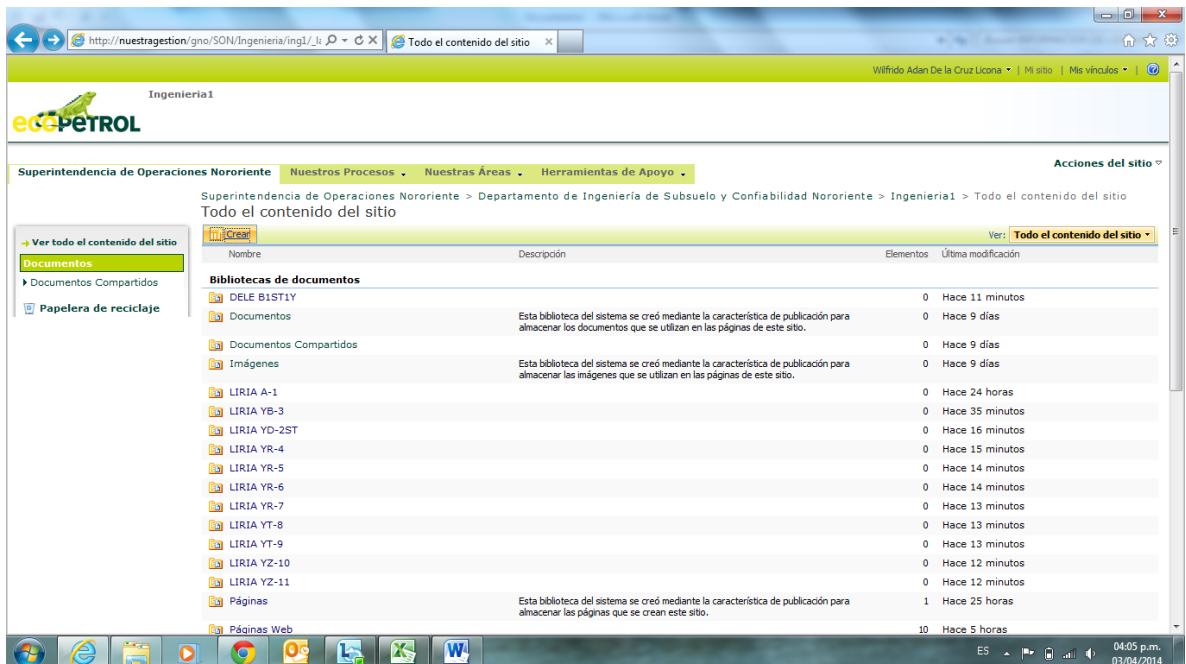 http://nuestragestion/gno/SON/Ingenieria/ing1/_la
Todo el contenido del sitio
Wilfrido Adan De la Cruz Licona | Mi sitio | Mis vínculos |
Ingenieria1
ecopetrol
Acciones del sitio
Superintendencia de Operaciones Nororiente Nuestros Procesos Nuestras Áreas Herramientas de Apoyo
Superintendencia de Operaciones Nororiente > Departamento de Ingeniería de Subsuelo y Confiabilidad Nororiente > Ingenieria1 > Todo el contenido del sitio
Todo el contenido del sitio
Ver todo el contenido del sitio
Documentos
Documentos Compartidos
Papelera de reciclaje
Crear
Ver: Todo el contenido del sitio
Nombre Descripción Elementos Última modificación
Bibliotecas de documentos
DELE B1ST1Y 0 Hace 11 minutos
Documentos Esta biblioteca del sistema se creó mediante la característica de publicación para 0 Hace 9 días
almacenar los documentos que se utilizan en las páginas de este sitio.
Documentos Compartidos 0 Hace 9 días
Imágenes Esta biblioteca del sistema se creó mediante la característica de publicación para 0 Hace 9 días
almacenar las imágenes que se utilizan en las páginas de este sitio.
LIRIA A-1 0 Hace 24 horas
LIRIA YB-3 0 Hace 35 minutos
LIRIA YD-2ST 0 Hace 16 minutos
LIRIA YR-4 0 Hace 15 minutos
LIRIA YR-5 0 Hace 14 minutos
LIRIA YR-6 0 Hace 14 minutos
LIRIA YR-7 0 Hace 13 minutos
LIRIA YT-8 0 Hace 13 minutos
LIRIA YT-9 0 Hace 13 minutos
LIRIA YZ-10 0 Hace 12 minutos
LIRIA YZ-11 0 Hace 12 minutos
Páginas Esta biblioteca del sistema se creó mediante la característica de publicación para 1 Hace 25 horas
almacenar las páginas que se crean este sitio.
Páginas Web 10 Hace 5 horas
ES
04:05 p.m.
03/04/2014